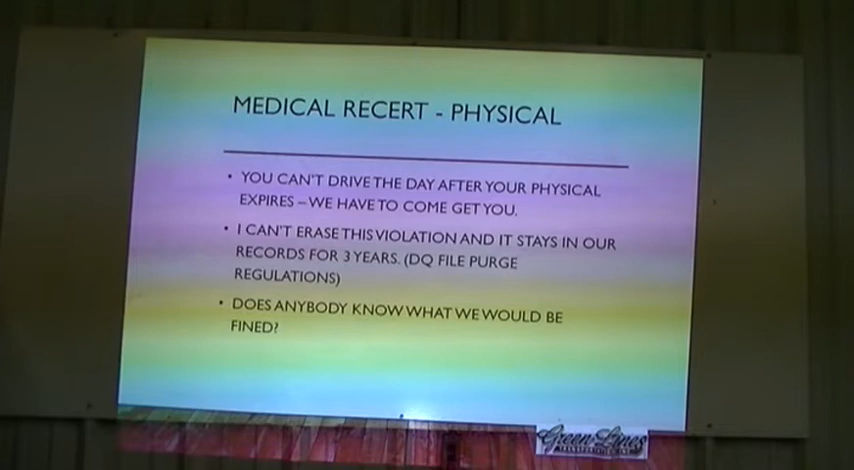 MEDICAL RECERT - PHYSICAL
• YOU CAN'T DRIVE THE DAY AFTER YOUR PHYSICAL
EXPIRES – WE HAVE TO COME GET YOU.
• I CAN'T ERASE THIS VIOLATION AND IT STAYS IN OUR
RECORDS FOR 3 YEARS. (DQ FILE PURGE
REGULATIONS)
• DOES ANYBODY KNOW WHAT WE WOULD BE
FINED?
Green Lines
TRANSPORTATION, INC.